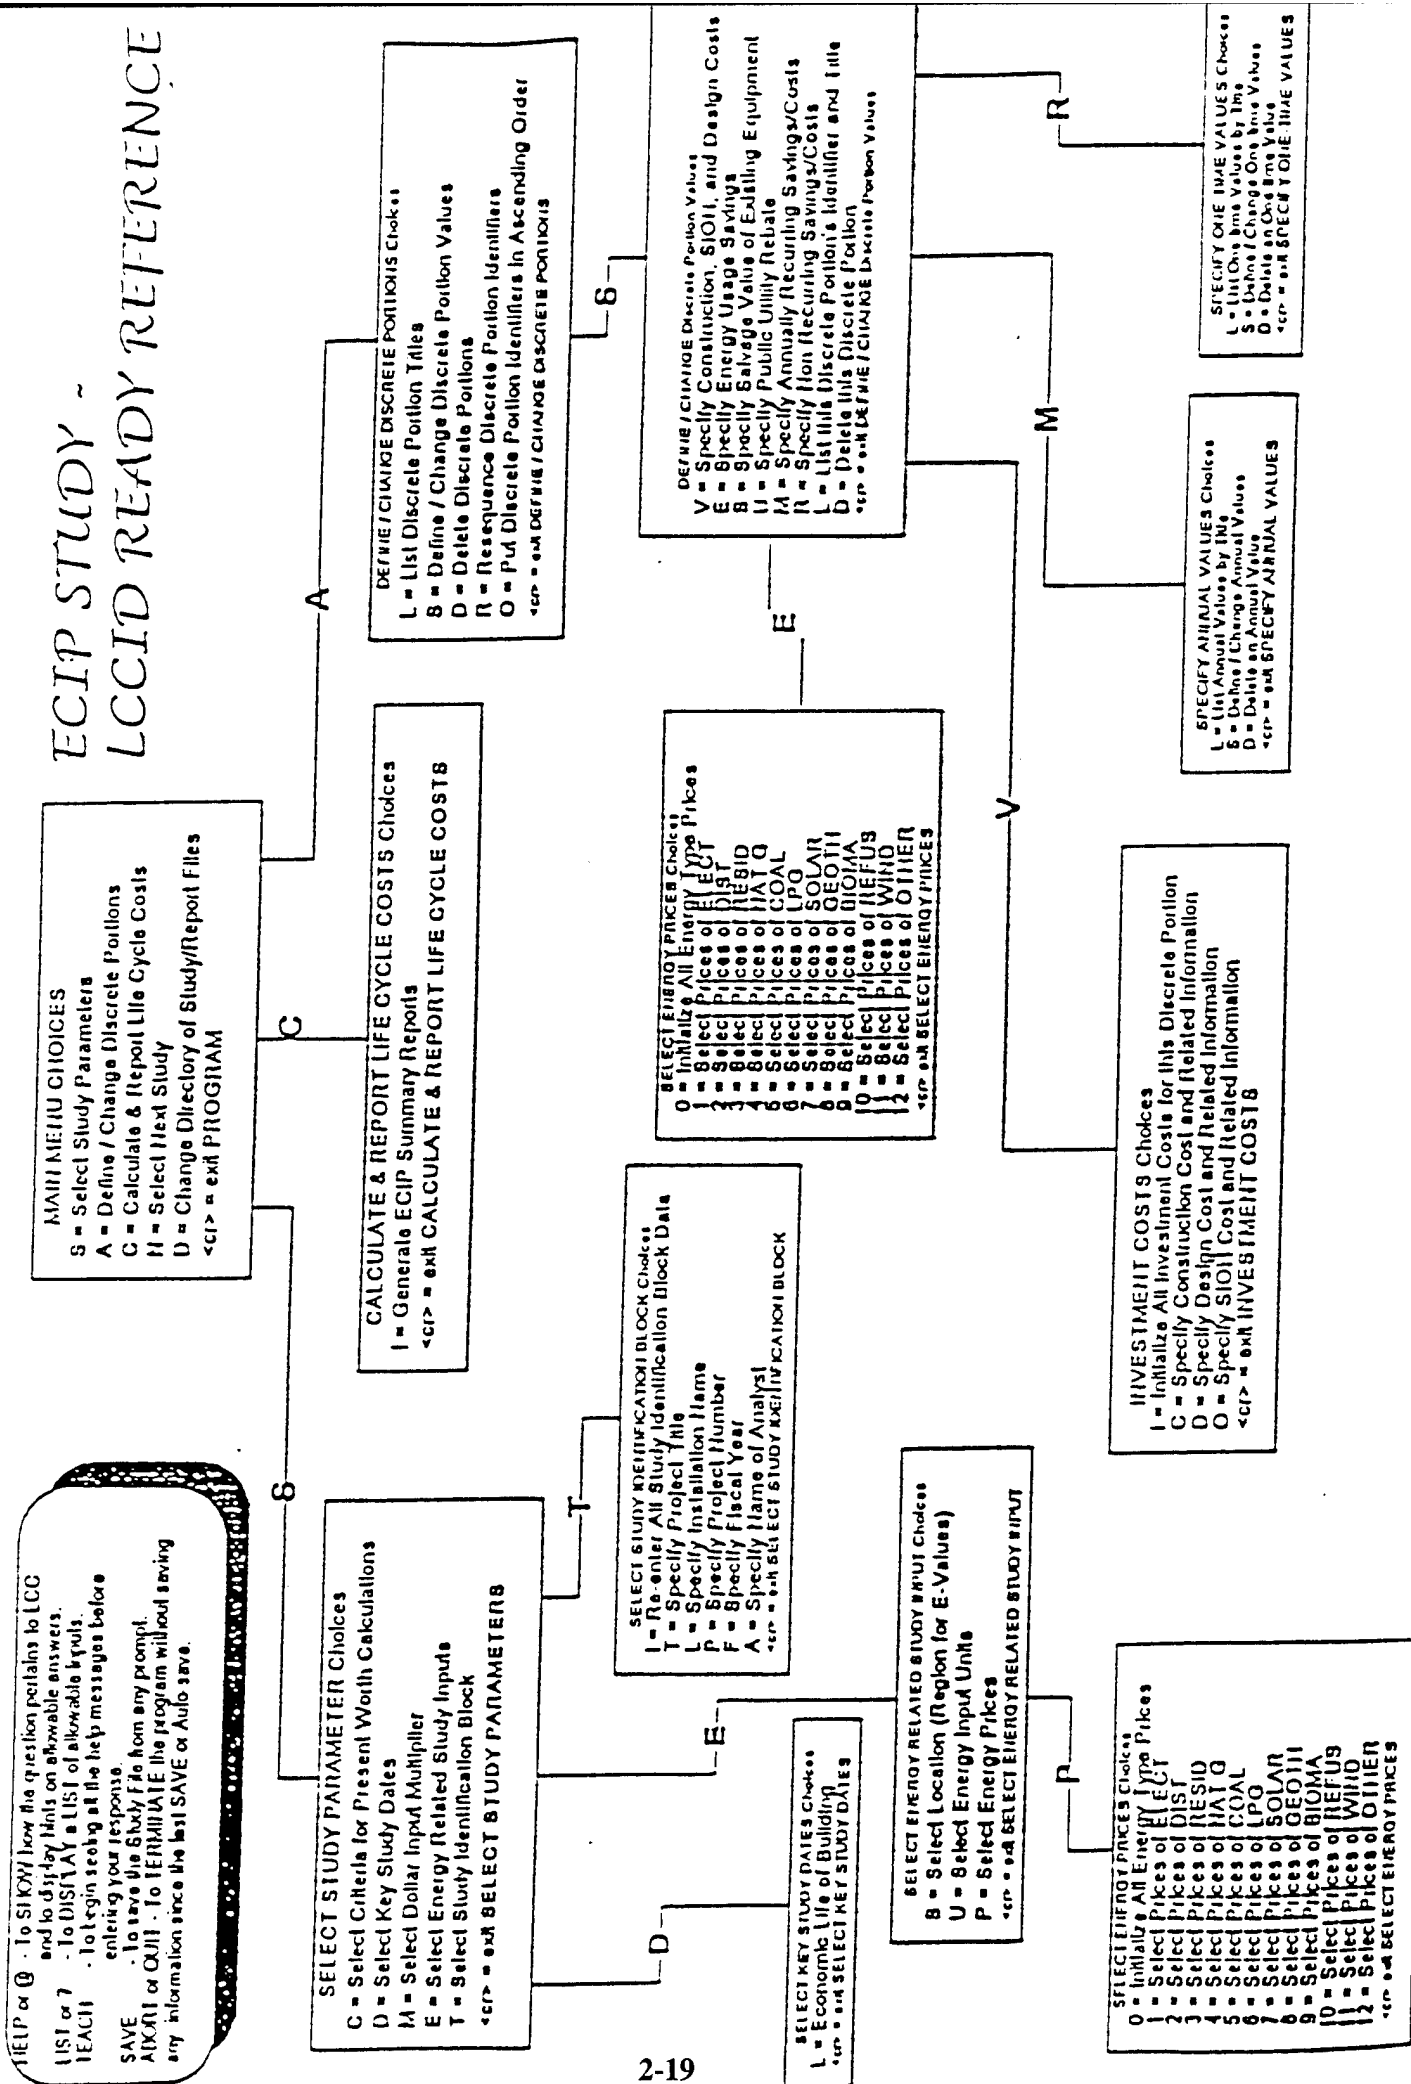 ECIP STUDY ~
LCCID READY REFERENCE
HELP or @ - To SHOW how the question pertains to LCC
and to display hints on allowable answers.
LIST or ? - To DISPLAY a LIST of allowable inputs.
TEACH - To begin seeing all the help messages before
entering your response.
SAVE - To save the Study File from any prompt.
ABORT or QUIT - To TERMINATE the program without saving
any information since the last SAVE or Auto save.
MAIN MENU CHOICES
S = Select Study Parameters
A = Define / Change Discrete Portions
C = Calculate & Report Life Cycle Costs
N = Select Next Study
D = Change Directory of Study/Report Files
<cr> = exit PROGRAM
S
C
A
SELECT STUDY PARAMETER Choices
C = Select Criteria for Present Worth Calculations
D = Select Key Study Dates
M = Select Dollar Input Multiplier
E = Select Energy Related Study Inputs
T = Select Study Identification Block
<cr> = exit SELECT STUDY PARAMETERS
CALCULATE & REPORT LIFE CYCLE COSTS Choices
I = Generate ECIP Summary Reports
<cr> = exit CALCULATE & REPORT LIFE CYCLE COSTS
DEFINE / CHANGE DISCRETE PORTIONS Choices
L = List Discrete Portion Titles
S = Define / Change Discrete Portion Values
D = Delete Discrete Portions
R = Resequence Discrete Portion Identifiers
O = Put Discrete Portion Identifiers In Ascending Order
<cr> = exit DEFINE / CHANGE DISCRETE PORTIONS
D
E
T
S
SELECT STUDY IDENTIFICATION BLOCK Choices
I = Re-enter All Study Identification Block Data
T = Specify Project Title
L = Specify Installation Name
P = Specify Project Number
F = Specify Fiscal Year
A = Specify Name of Analyst
<cr> = exit SELECT STUDY IDENTIFICATION BLOCK
SELECT ENERGY PRICES Choices
0 = Initialize All Energy Type Prices
1 = Select Prices of ELECT
2 = Select Prices of DIST
3 = Select Prices of RESID
4 = Select Prices of NAT G
5 = Select Prices of COAL
6 = Select Prices of LPG
7 = Select Prices of SOLAR
8 = Select Prices of GEOTH
9 = Select Prices of BIOMA
10 = Select Prices of REFUS
11 = Select Prices of WIND
12 = Select Prices of OTHER
<cr> = exit SELECT ENERGY PRICES
E
DEFINE / CHANGE Discrete Portion Values
V = Specify Construction, SIOH, and Design Costs
E = Specify Energy Usage Savings
S = Specify Salvage Value of Existing Equipment
U = Specify Public Utility Rebate
M = Specify Annually Recurring Savings/Costs
R = Specify Non Recurring Savings/Costs
L = List this Discrete Portion's Identifier and Title
D = Delete this Discrete Portion
<cr> = exit DEFINE / CHANGE Discrete Portion Values
SELECT KEY STUDY DATES Choices
L = Economic Life of Building
<cr> = exit SELECT KEY STUDY DATES
SELECT ENERGY RELATED STUDY INPUT Choices
S = Select Location (Region for E-Values)
U = Select Energy Input Units
P = Select Energy Prices
<cr> = exit SELECT ENERGY RELATED STUDY INPUT
P
V
M
R
SELECT ENERGY PRICES Choices
0 = Initialize All Energy Type Prices
1 = Select Prices of ELECT
2 = Select Prices of DIST
3 = Select Prices of RESID
4 = Select Prices of NAT G
5 = Select Prices of COAL
6 = Select Prices of LPG
7 = Select Prices of SOLAR
8 = Select Prices of GEOTH
9 = Select Prices of BIOMA
10 = Select Prices of REFUS
11 = Select Prices of WIND
12 = Select Prices of OTHER
<cr> = exit SELECT ENERGY PRICES
INVESTMENT COSTS Choices
I = Initialize All Investment Costs for this Discrete Portion
C = Specify Construction Cost and Related Information
D = Specify Design Cost and Related Information
O = Specify SIOH Cost and Related Information
<cr> = exit INVESTMENT COSTS
SPECIFY ANNUAL VALUES Choices
L = List Annual Values by Title
S = Define / Change Annual Values
D = Delete an Annual Value
<cr> = exit SPECIFY ANNUAL VALUES
SPECIFY ONE TIME VALUES Choices
L = List One time Values by Title
S = Define / Change One time Values
D = Delete an One time Value
<cr> = exit SPECIFY ONE-TIME VALUES
2-19